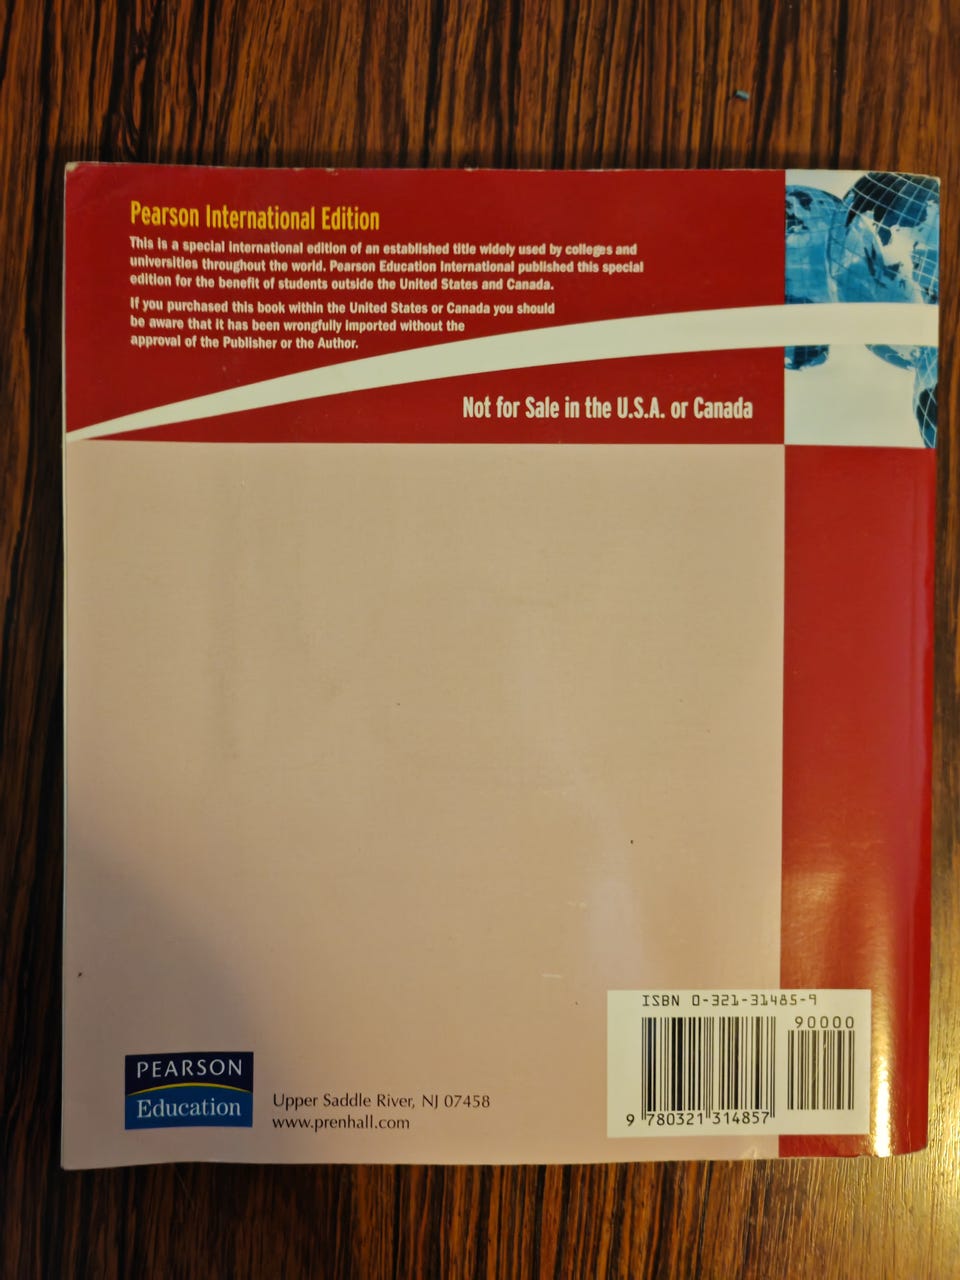 Pearson International Edition
This is a special international edition of an established title widely used by colleges and
universities throughout the world. Pearson Education International published this special
edition for the benefit of students outside the United States and Canada.
If you purchased this book within the United States or Canada you should
be aware that it has been wrongfully imported without the
approval of the Publisher or the Author.
Not for Sale in the U.S.A. or Canada
ISBN 0-321-31485-9
90000
9 780321 314857
PEARSON
Education
Upper Saddle River, NJ 07458
www.prenhall.com